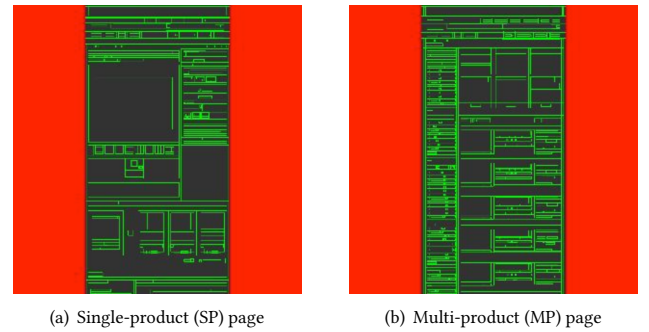 (a) Single-product (SP) page
(b) Multi-product (MP) page